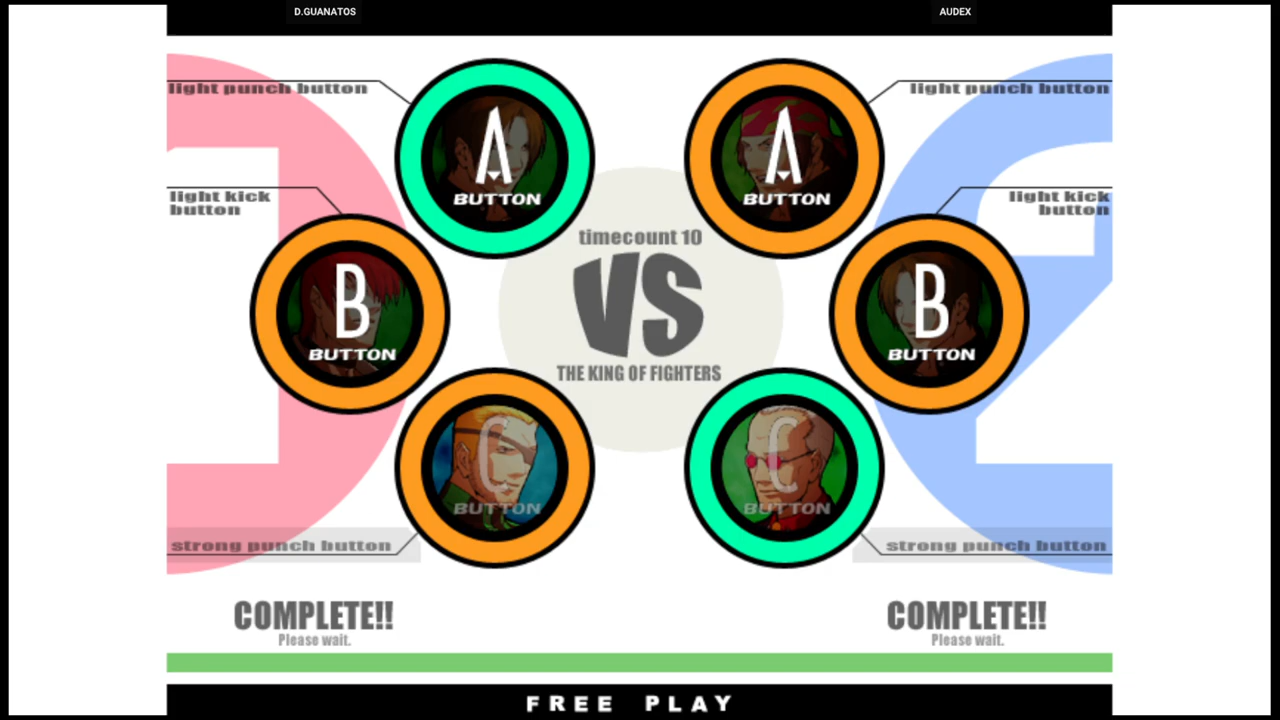 D.GUANATOS
AUDEX
light punch button
light punch button
A
BUTTON
A
BUTTON
light kick
button
light kick
button
B
BUTTON
B
BUTTON
timecount 10
VS
THE KING OF FIGHTERS
C
BUTTON
C
BUTTON
strong punch button
strong punch button
COMPLETE!!
Please wait.
COMPLETE!!
Please wait.
1
2
FREE PLAY